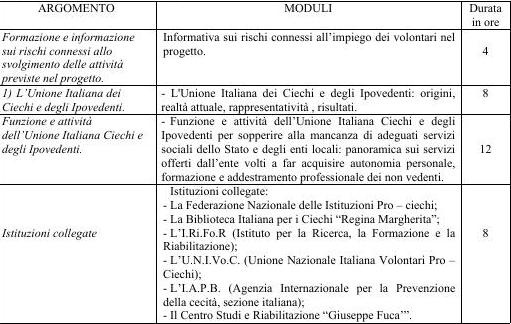 ARGOMENTO MODULI Durata
in ore
Formazione e informazione
sui rischi connessi allo
svolgimento delle attività
previste nel progetto.
Informativa sui rischi connessi all'impiego dei volontari nel
progetto.
4
1) L'Unione Italiana dei
Ciechi e degli Ipovedenti.
- L'Unione Italiana dei Ciechi e degli Ipovedenti: origini,
realtà attuale, rappresentatività , risultati.
8
Funzione e attività
dell'Unione Italiana Ciechi e
degli Ipovedenti.
- Funzione e attività dell'Unione Italiana Ciechi e degli
Ipovedenti per sopperire alla mancanza di adeguati servizi
sociali dello Stato e degli enti locali: panoramica sui servizi
offerti dall'ente volti a far acquisire autonomia personale,
formazione e addestramento professionale dei non vedenti.
12
Istituzioni collegate
Istituzioni collegate:
- La Federazione Nazionale delle Istituzioni Pro – ciechi;
- La Biblioteca Italiana per i Ciechi “Regina Margherita”;
- L'I.Ri.Fo.R (Istituto per la Ricerca, la Formazione e la
Riabilitazione);
- L'U.N.I.Vo.C. (Unione Nazionale Italiana Volontari Pro –
Ciechi);
- L'I.A.P.B. (Agenzia Internazionale per la Prevenzione
della cecità, sezione italiana);
- Il Centro Studi e Riabilitazione “Giuseppe Fuca'”.
8